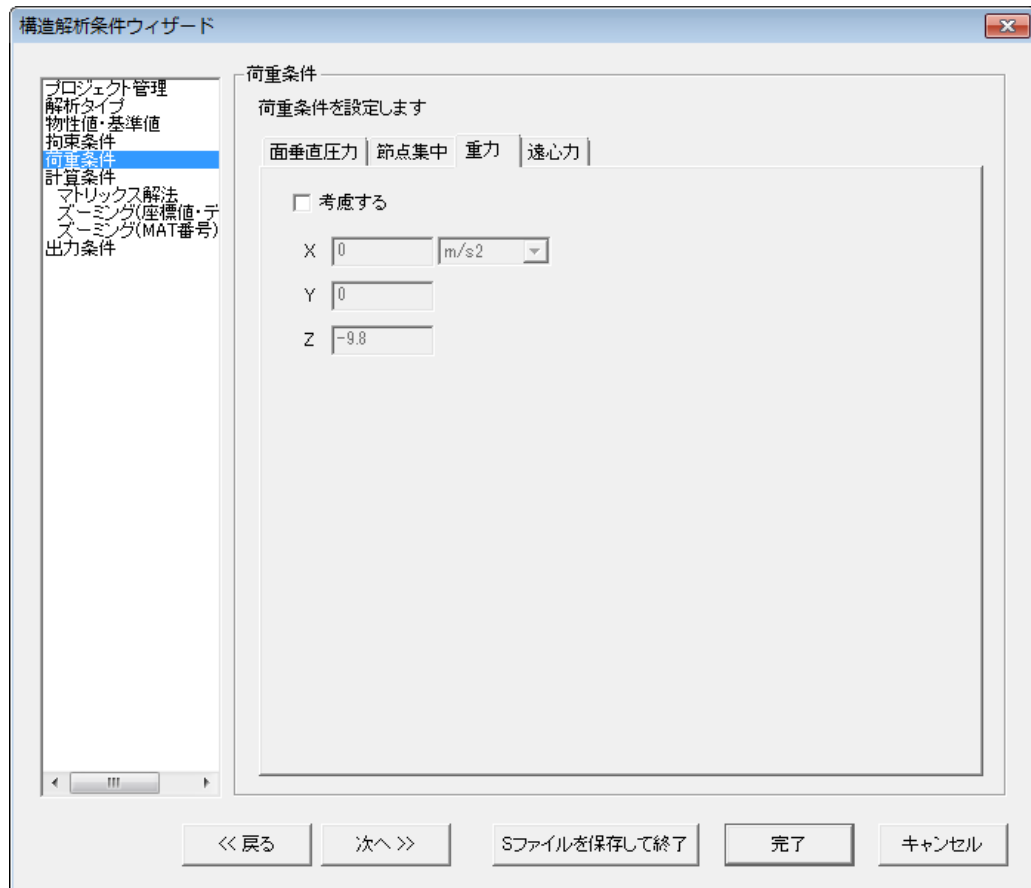 構造解析条件ウィザード
プロジェクト管理
解析タイプ
物性値・基準値
拘束条件
荷重条件
計算条件
マトリックス解法
ズーミング(座標値・デ
ズーミング(MAT番号)
出力条件
荷重条件
荷重条件を設定します
面垂直圧力 節点集中 重力 遠心力
考慮する
X 0 m/s2
Y 0
Z -9.8
<< 戻る 次へ >> Sファイルを保存して終了 完了 キャンセル